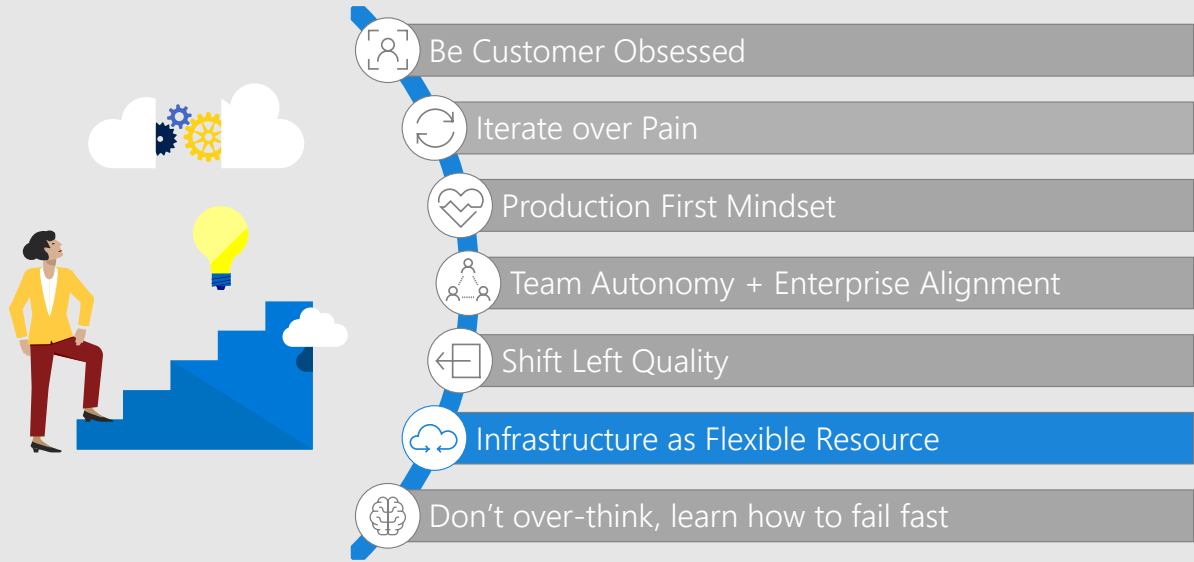 Be Customer Obsessed
Iterate over Pain
Production First Mindset
Team Autonomy + Enterprise Alignment
Shift Left Quality
Infrastructure as Flexible Resource
Don’t over-think, learn how to fail fast